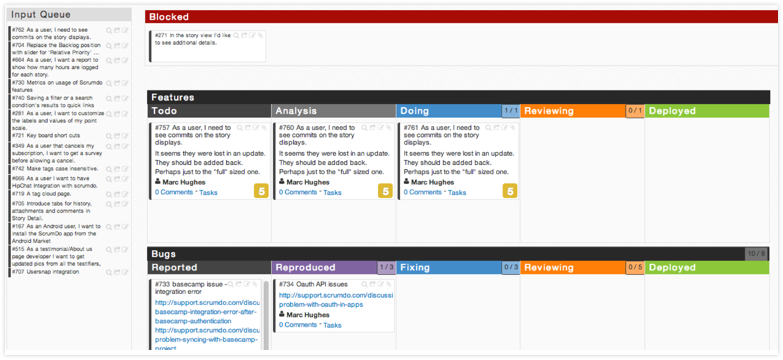 Input Queue
#762 As a user, I need to
see commits on the story
displays.
#704 Replace the Backlog position
with slider for 'Relative Priority' ...
#664 As a user, I want a report to
show how many hours are logged
for each story.
#730 Metrics on usage of Scrumdo
features
#740 Saving a filter or a search
condition's results to quick links
#281 As a user, I want to customize
the labels and values of my point
scale.
#721 Key board short cuts
#349 As a user that cancels my
subscription, I want to get a survey
before allowing a cancel.
#742 Make tags case insensitive.
#666 As a user I want to have
HipChat Integration with scrumdo.
#719 A tag cloud page.
#705 Introduce tabs for history,
attachments and comments in
Story Detail.
#167 As an Android user, I want to
install the ScrumDo app from the
Android Market
#515 As a testimonial/About us
page developer I want to get
updated pics from all the testifiers,
#707 Usersnap integration
Blocked
#271 In the story view I'd like
to see additional details.
Features
Todo
Analysis
Doing
1 / 1
Reviewing
0 / 1
Deployed
#757 As a user, I need to
see commits on the story
displays.
It seems they were lost in an update.
They should be added back.
Perhaps just to the "full" sized one.
Marc Hughes
0 Comments - Tasks
5
#760 As a user, I need to
see commits on the story
displays.
It seems they were lost in an update.
They should be added back.
Perhaps just to the "full" sized one.
Marc Hughes
0 Comments - Tasks
5
#761 As a user, I need to
see commits on the story
displays.
It seems they were lost in an update.
They should be added back.
Perhaps just to the "full" sized one.
Marc Hughes
0 Comments - Tasks
5
Bugs
Reported
Reproduced
1 / 3
Fixing
0 / 3
Reviewing
0 / 5
Deployed
#733 basecamp issue -
integration error
http://support.scrumdo.com/discu
basecamp-integration-error-after-
basecamp-authentication
http://support.scrumdo.com/discu
problem-syncing-with-basecamp-
project
#734 Oauth API issues
http://support.scrumdo.com/discussi
problem-with-oauth-in-apps
Marc Hughes
0 Comments - Tasks